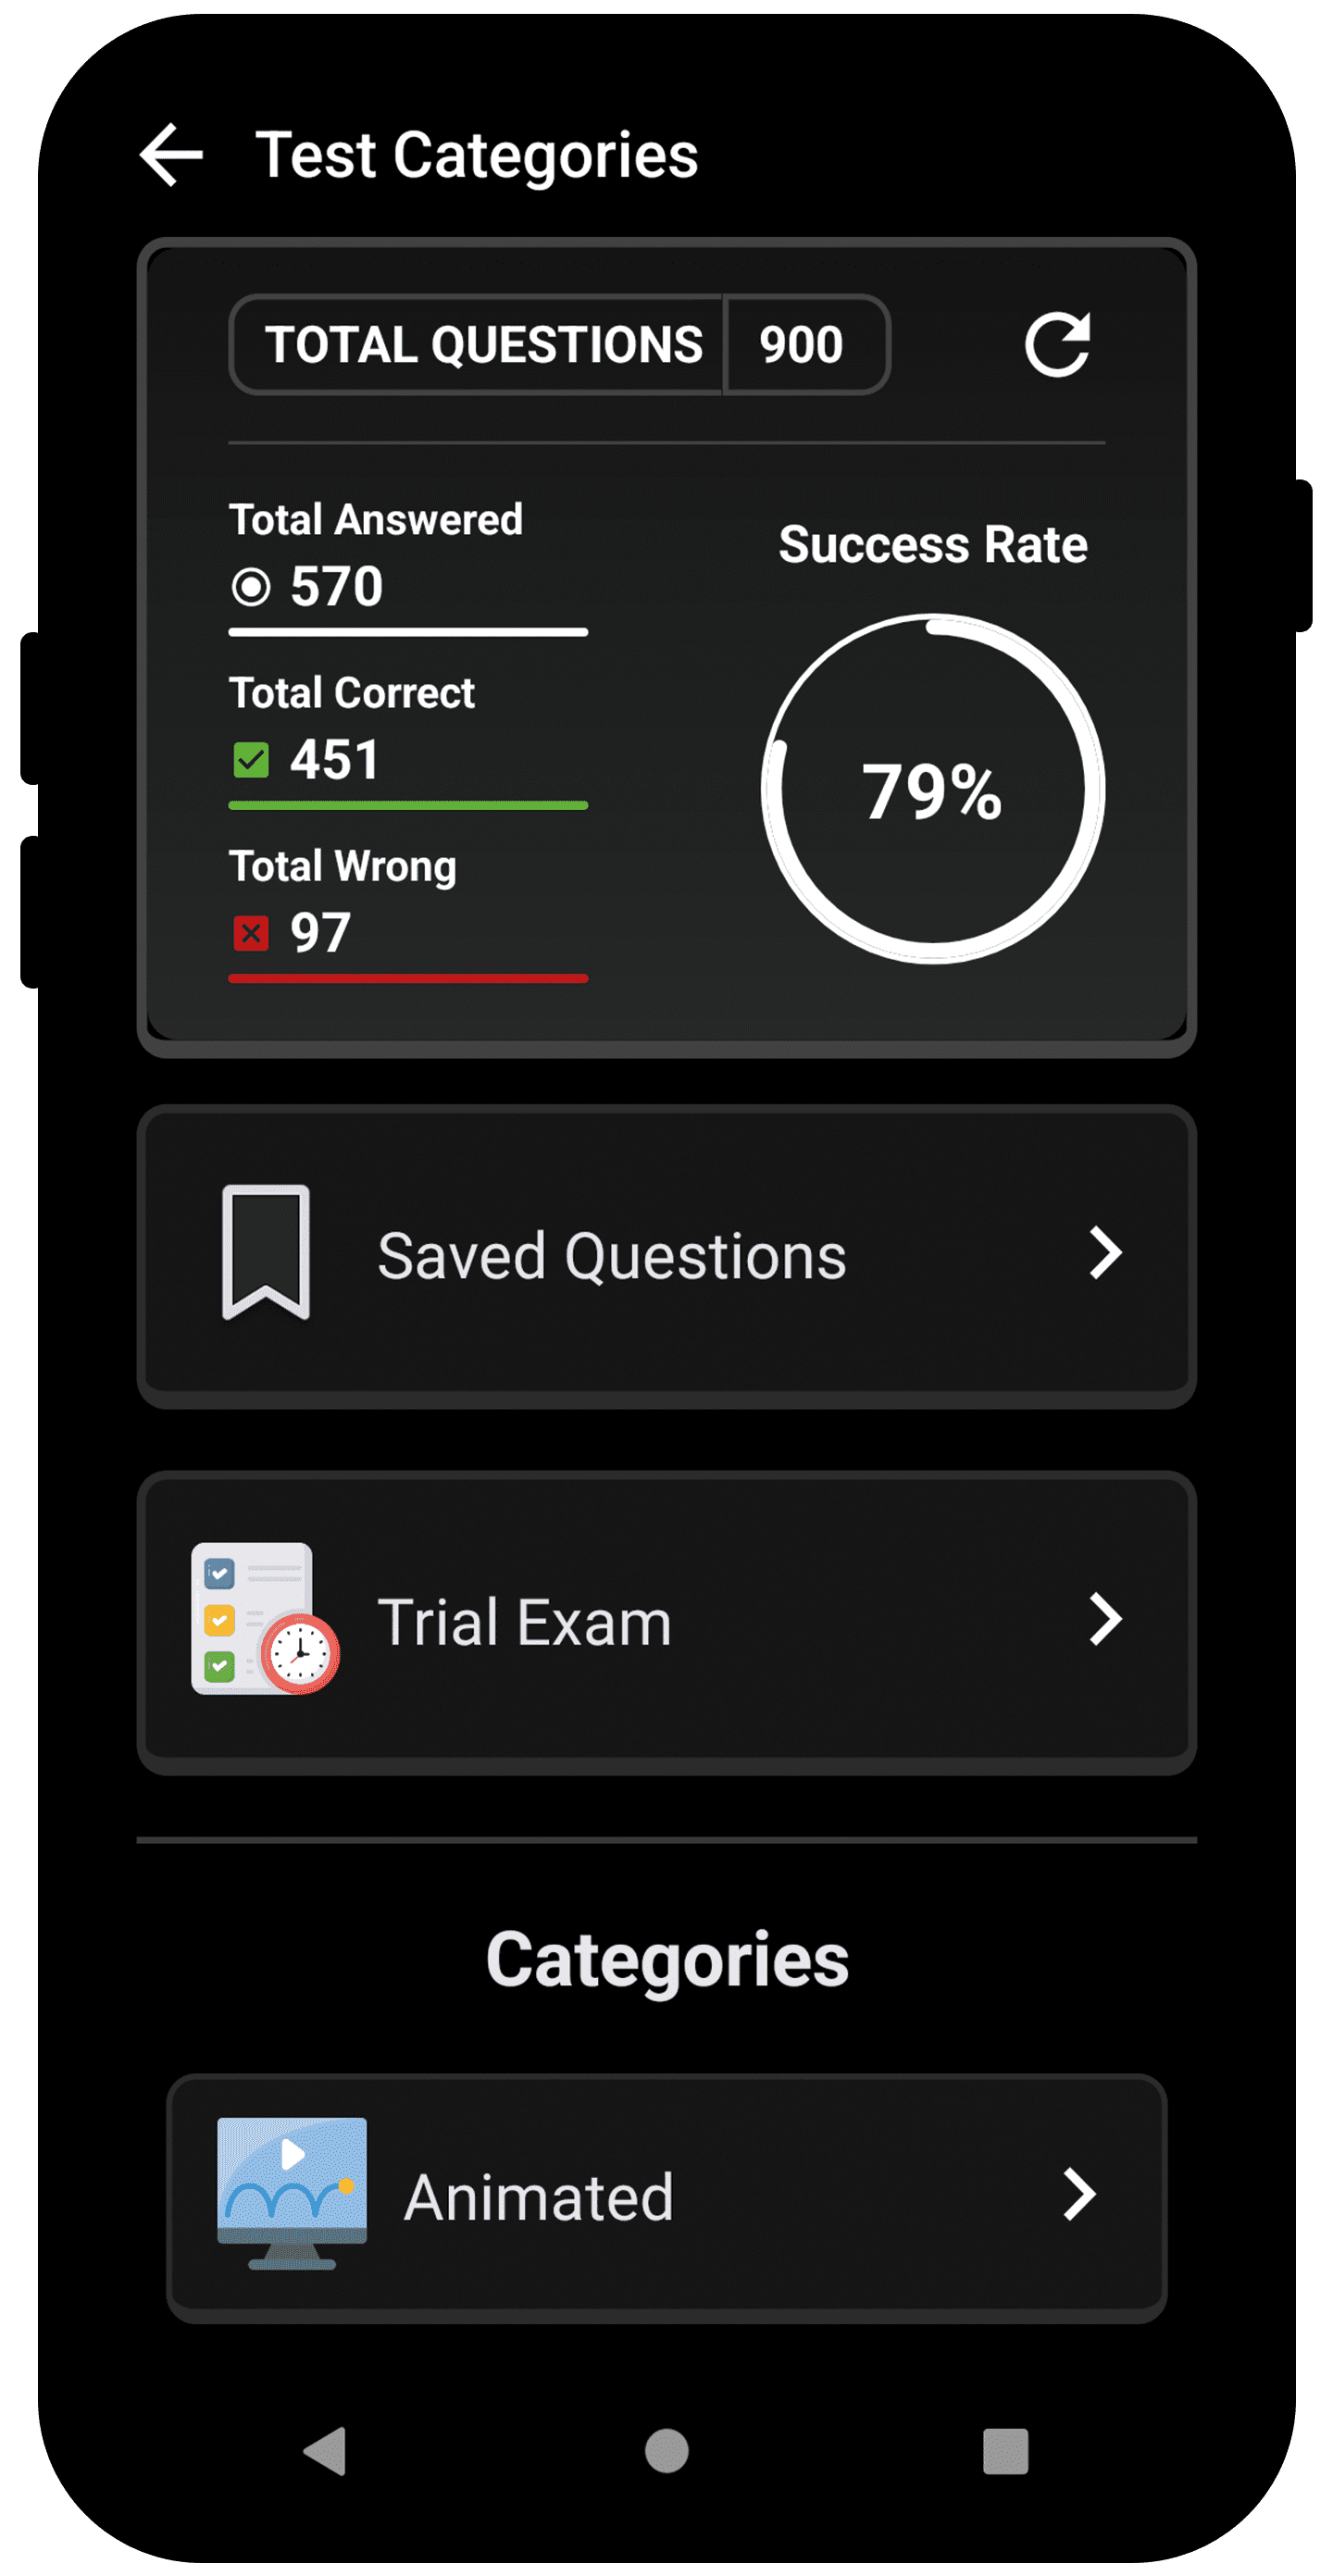 Test Categories
TOTAL QUESTIONS 900
Total Answered
570
Success Rate
Total Correct
451
79%
Total Wrong
97
Saved Questions
Trial Exam
Categories
Animated